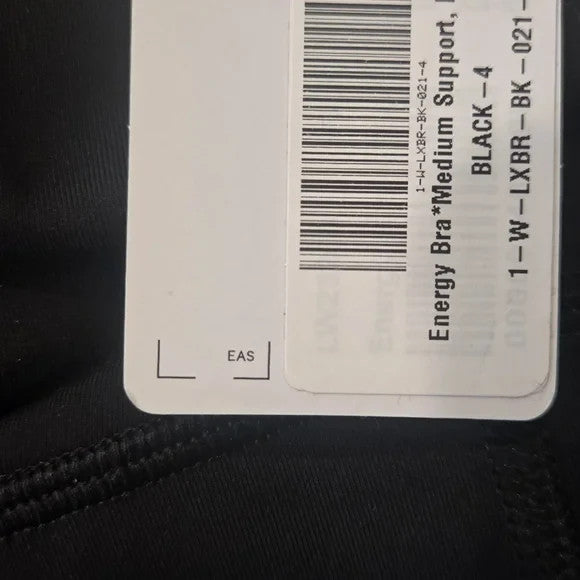 1-W-LXBR-BK-021-4
Energy Bra*Medium Support,
BLACK-4
1-W-LXBR-BK-021-
EAS